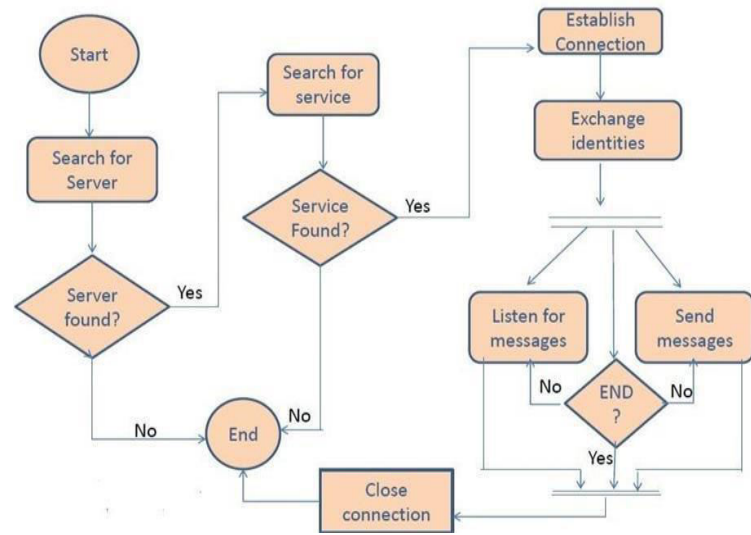 Start
Search for
Server
Server
found?
Yes
No
Search for
service
Service
Found?
Yes
No
End
Establish
Connection
Exchange
identities
Listen for
messages
Send
messages
No
END
?
No
Yes
Close
connection